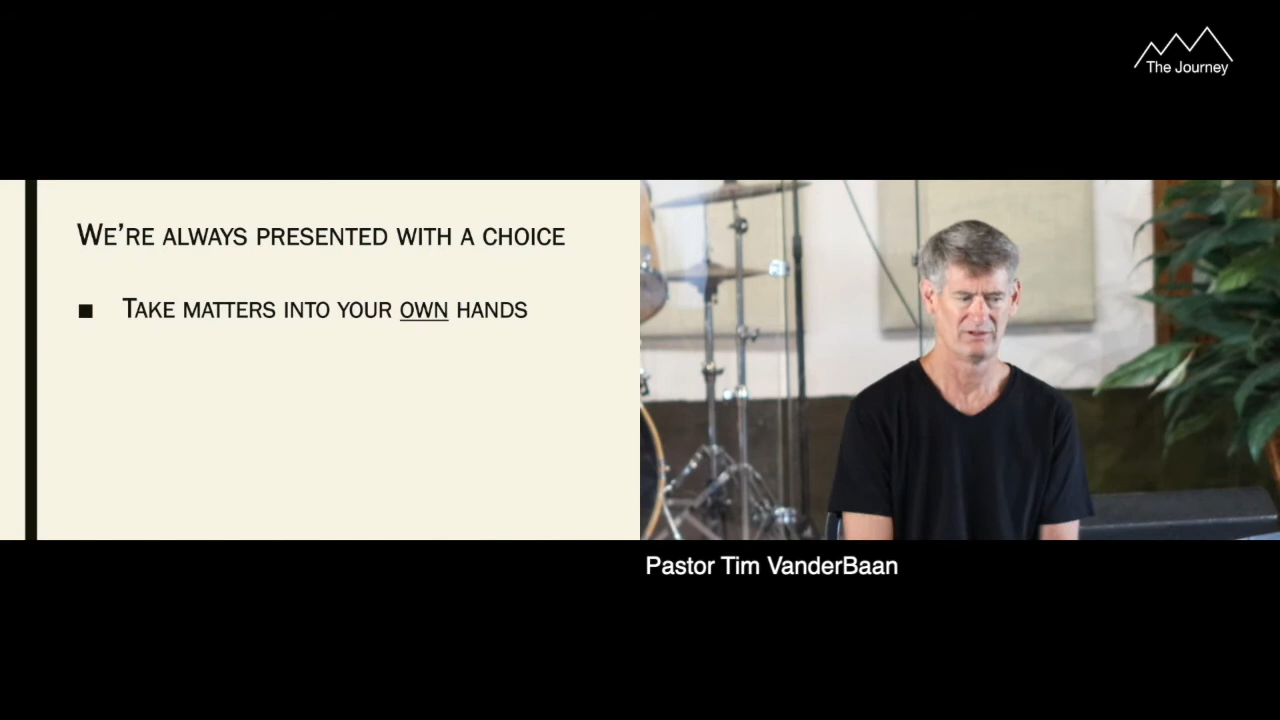 The Journey
WE'RE ALWAYS PRESENTED WITH A CHOICE
■ TAKE MATTERS INTO YOUR OWN HANDS
Pastor Tim VanderBaan